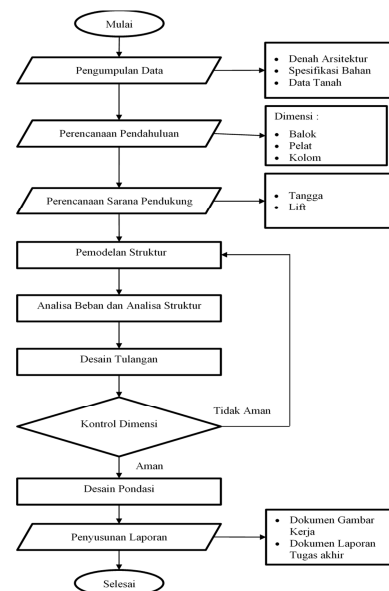 Mulai
Pengumpulan Data
• Denah Arsitektur
• Spesifikasi Bahan
• Data Tanah
Perencanaan Pendahuluan
Dimensi :
• Balok
• Pelat
• Kolom
Perencanaan Sarana Pendukung
• Tangga
• Lift
Pemodelan Struktur
Analisa Beban dan Analisa Struktur
Desain Tulangan
Kontrol Dimensi
Tidak Aman
Aman
Desain Pondasi
Penyusunan Laporan
• Dokumen Gambar
Kerja
• Dokumen Laporan
Tugas akhir
Selesai